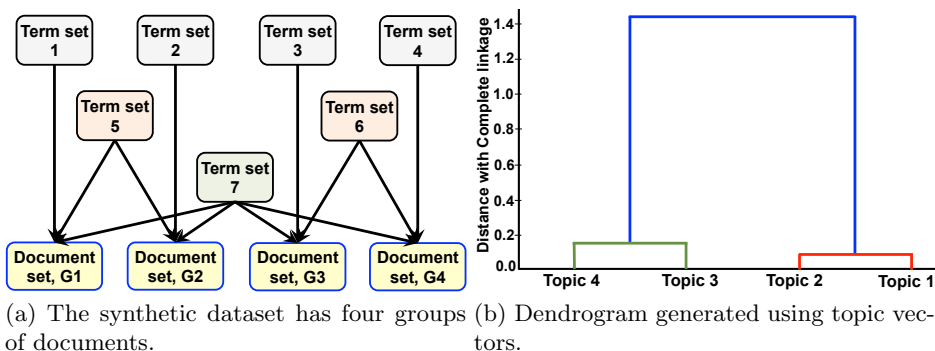 Term set
1
Term set
2
Term set
3
Term set
4
Term set
5
Term set
6
Term set
7
Document
set, G1
Document
set, G2
Document
set, G3
Document
set, G4
(a) The synthetic dataset has four groups
of documents.
Distance with Complete linkage
1.4
1.2
1.0
0.8
0.6
0.4
0.2
0.0
Topic 4
Topic 3
Topic 2
Topic 1
(b) Dendrogram generated using topic vec-
tors.